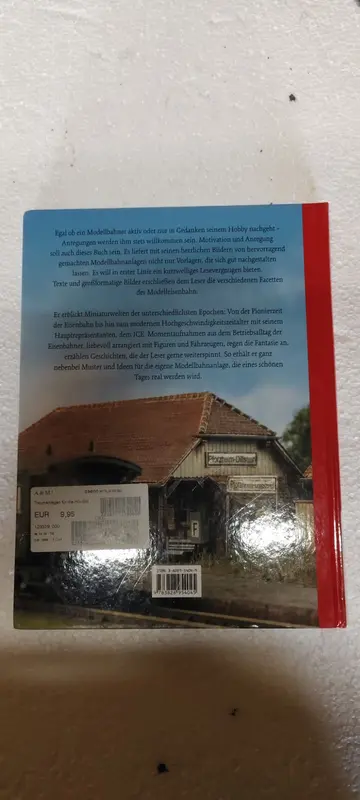 Egal ob ein Modellbahner aktiv oder nur in Gedanken seinem Hobby nachgeht –
Anregungen werden ihm stets willkommen sein. Motivation und Anregung
soll auch dieses Buch sein. Es liefert mit seinen herrlichen Bildern von hervorragend
gemachten Modellbahnanlagen nicht nur Vorlagen, die sich gut nachgestalten
lassen. Es will in erster Linie ein kurzweiliges Lesevergnügen bieten.
Texte und großformatige Bilder erschließen dem Leser die verschiedensten Facetten
der Modelleisenbahn.
Er erblickt Miniaturwelten der unterschiedlichsten Epochen: Von der Pionierzeit
der Eisenbahn bis hin zum modernen Hochgeschwindigkeitszeitalter mit seinem
Hauptrepräsentanten, dem ICE. Momentaufnahmen aus dem Betriebsalltag der
Eisenbahner, liebevoll arrangiert mit Figuren und Fahrzeugen, regen die Fantasie an,
erzählen Geschichten, die der Leser gerne weiterspinnt. So erhält er ganz
nebenbei Muster und Ideen für die eigene Modellbahnanlage, die eines schönen
Tages real werden wird.
EUR 9,95
ISBN